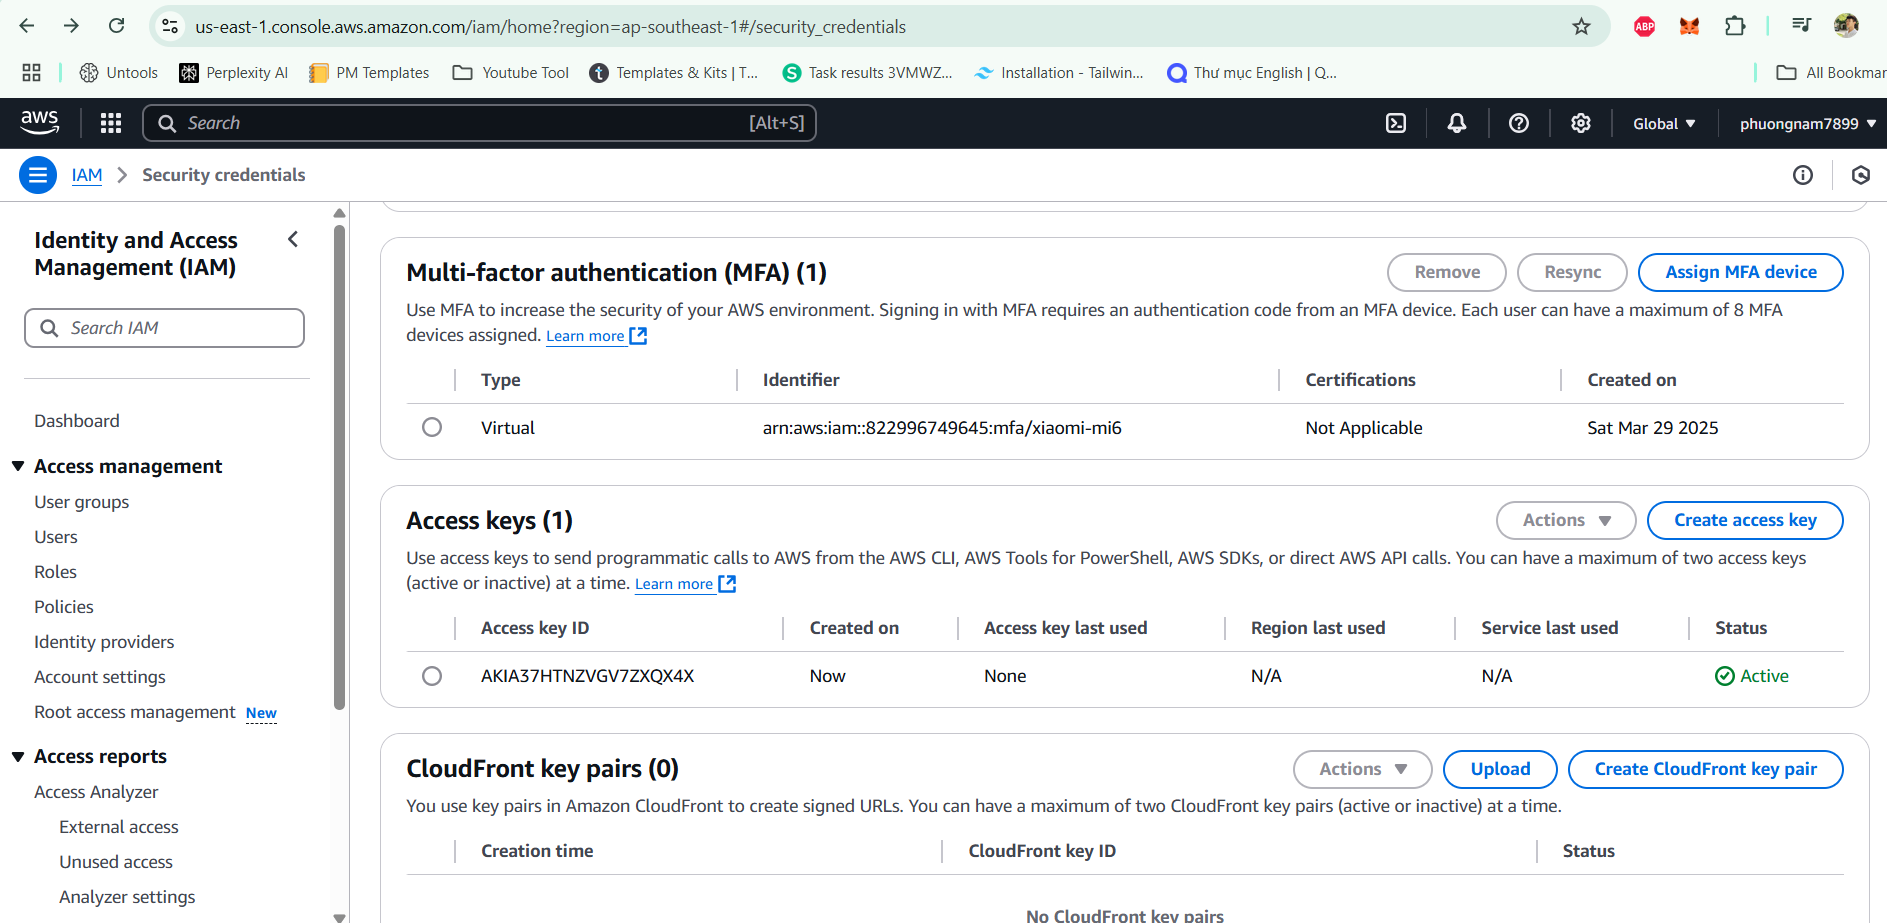 us-east-1.console.aws.amazon.com/iam/home?region=ap-southeast-1#/security_credentials
ABP
Untools
Perplexity AI
PM Templates
Youtube Tool
Templates & Kits | T...
Task results 3VMWZ...
Installation - Tailwin...
Thư mục English | Q...
All Bookmar
aws
Search
[Alt+S]
Global
phuongnam7899
IAM
Security credentials
Identity and Access
Management (IAM)
Search IAM
Dashboard
Access management
User groups
Users
Roles
Policies
Identity providers
Account settings
Root access management New
Access reports
Access Analyzer
External access
Unused access
Analyzer settings
Multi-factor authentication (MFA) (1)
Remove
Resync
Assign MFA device
Use MFA to increase the security of your AWS environment. Signing in with MFA requires an authentication code from an MFA device. Each user can have a maximum of 8 MFA
devices assigned. Learn more
Type
Identifier
Certifications
Created on
Virtual
arn:aws:iam::822996749645:mfa/xiaomi-mi6
Not Applicable
Sat Mar 29 2025
Access keys (1)
Actions
Create access key
Use access keys to send programmatic calls to AWS from the AWS CLI, AWS Tools for PowerShell, AWS SDKs, or direct AWS API calls. You can have a maximum of two access keys
(active or inactive) at a time. Learn more
Access key ID
Created on
Access key last used
Region last used
Service last used
Status
AKIA37HTNZVGV7ZXQX4X
Now
None
N/A
N/A
Active
CloudFront key pairs (0)
Actions
Upload
Create CloudFront key pair
You use key pairs in Amazon CloudFront to create signed URLs. You can have a maximum of two CloudFront key pairs (active or inactive) at a time.
Creation time
CloudFront key ID
Status
No CloudFront key pairs